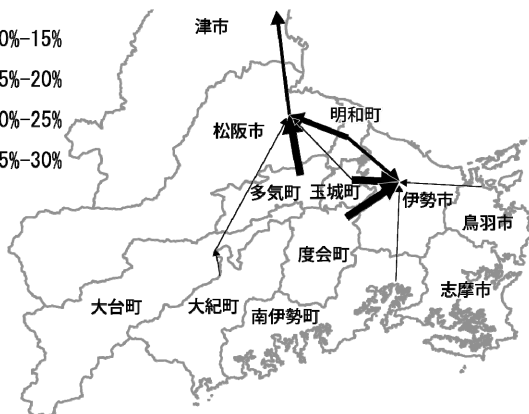 0%-15%
5%-20%
0%-25%
5%-30%
津市
松阪市
明和町
多気町
玉城町
伊勢市
鳥羽市
度会町
志摩市
大台町
大紀町
南伊勢町